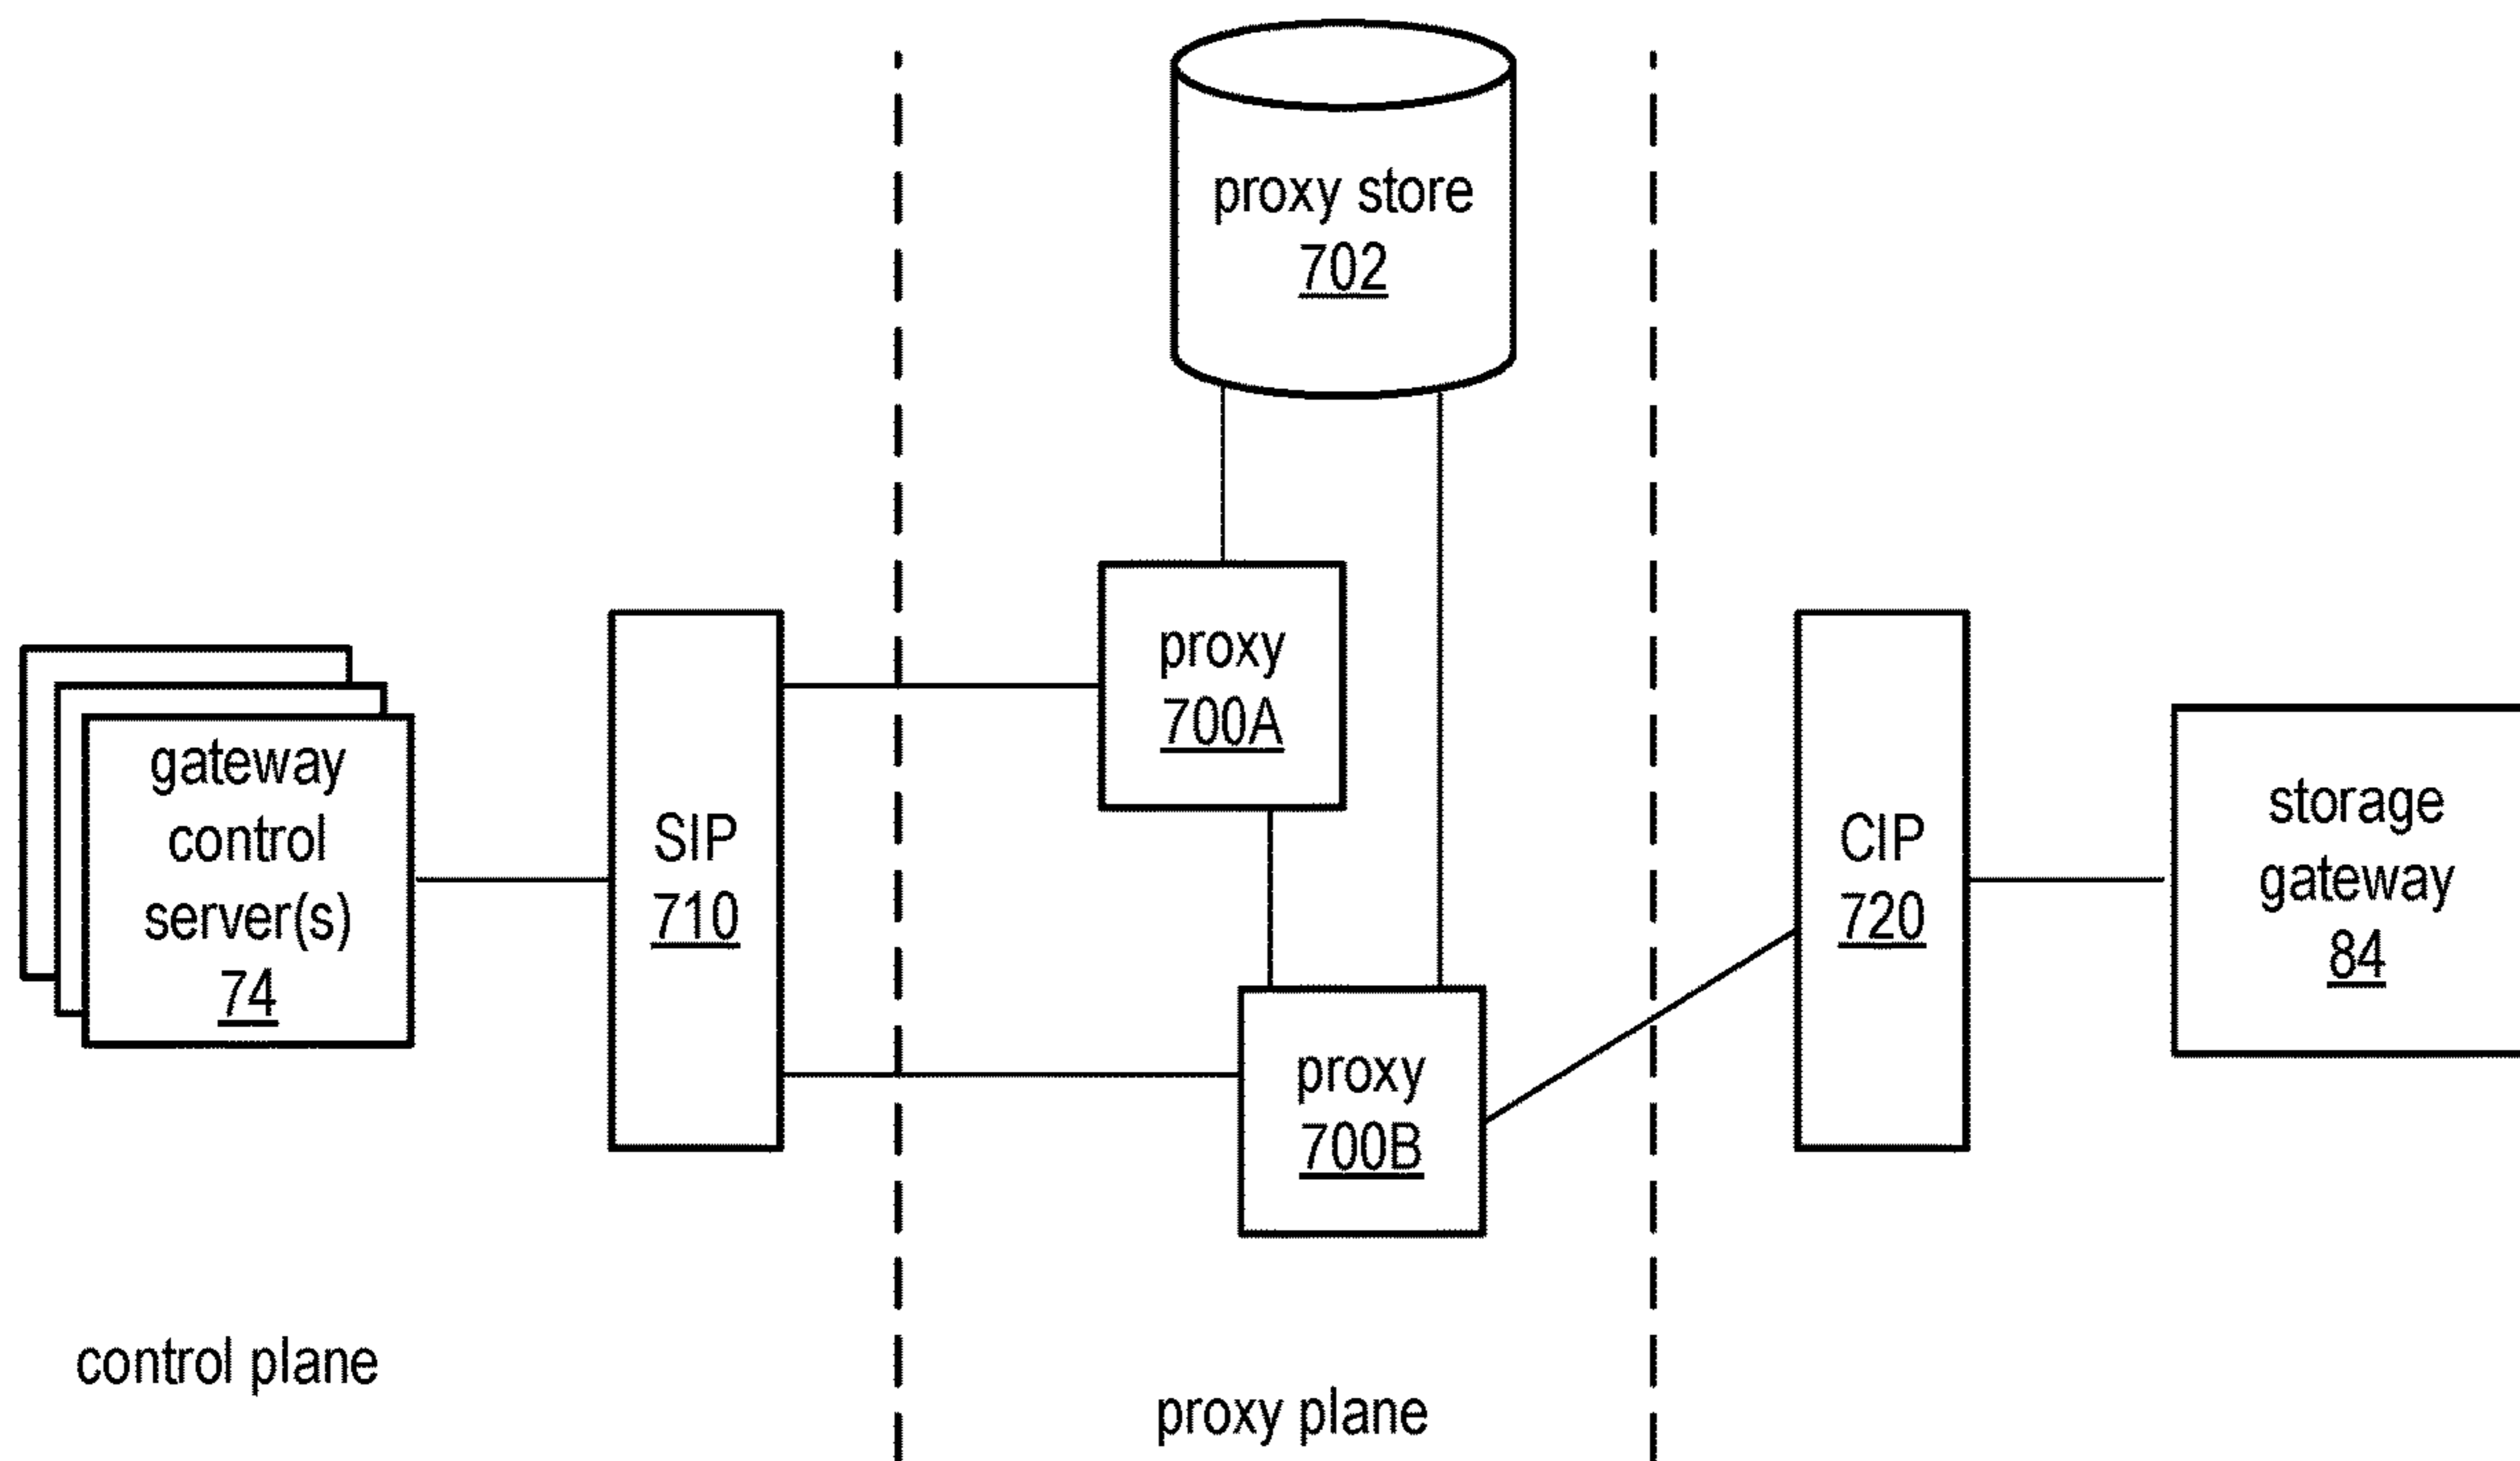 proxy store
702
proxy
700A
gateway
control
server(s)
74
SIP
710
CIP
720
storage
gateway
84
proxy
700B
control plane
proxy plane